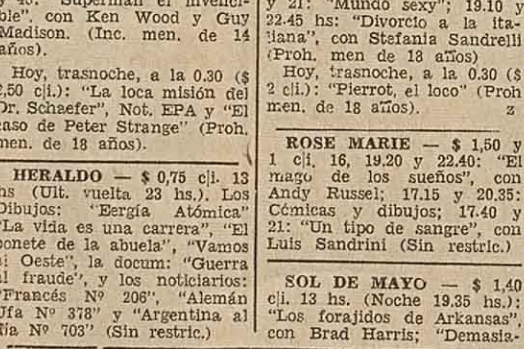 y 45: "Superman el invenci-
ble", con Ken Wood y Guy
Madison. (Inc. men. de 14
años).
Hoy, trasnoche, a la 0.30 ($
2,50 c|i.): "La loca misión del
Dr. Schaefer", Not. EPA y "El
caso de Peter Strange" (Proh.
men. de 18 años).
HERALDO — $ 0,75 c|i. 13
hs (Ult. vuelta 23 hs.). Los
Dibujos: "Eergía Atómica"
"La vida es una carrera", "El
bonete de la abuela", "Vamos
al Oeste", la docum: "Guerra
al fraude", y los noticiarios:
"Francés Nº 206", "Alemán
Ufa Nº 378" y "Argentina al
día Nº 703" (Sin restric.)
y 21: "Mundo sexy"; 19.10 y
22.45 hs: "Divorcio a la ita-
liana", con Stefania Sandrelli
(Proh. men de 18 años)
Hoy, trasnoche, a la 0.30 ($
2 c|i.): "Pierrot, el loco" (Proh
men. de 18 años). z
ROSE MARIE — $ 1,50 y
1 c|i. 16, 19.20 y 22.40: "El
mago de los sueños", con
Andy Russel; 17.15 y 20.35:
Cómicas y dibujos; 17.40 y
21: "Un tipo de sangre", con
Luis Sandrini (Sin restric.)
SOL DE MAYO — $ 1,40
c|i. 13 hs. (Noche 19.35 hs.):
"Los forajidos de Arkansas",
con Brad Harris; "Demasia-